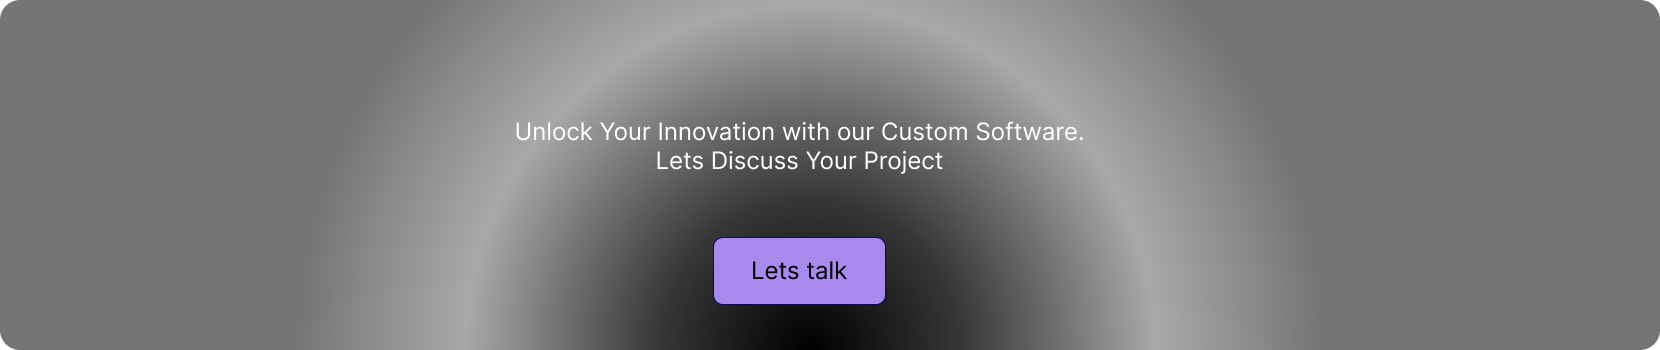 Unlock Your Innovation with our Custom Software.
Lets Discuss Your Project
Lets talk